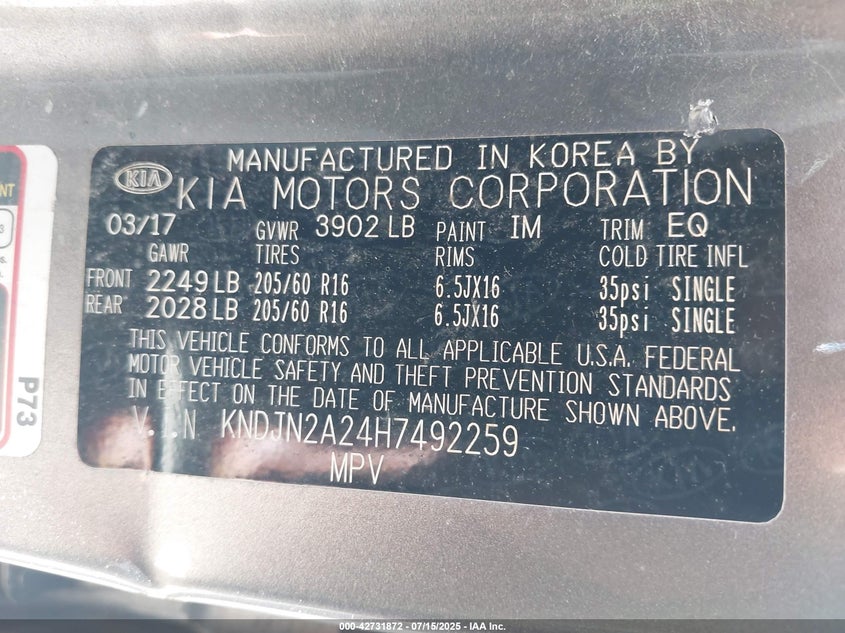 MANUFACTURED IN KOREA BY
KIA KIA MOTORS CORPORATION
03/17 GVWR 3902 LB PAINT IM TRIM EQ
GAWR TIRES RIMS COLD TIRE INFL
FRONT 2249 LB 205/60 R16 6.5JX16 35psi SINGLE
REAR 2028 LB 205/60 R16 6.5JX16 35psi SINGLE
THIS VEHICLE CONFORMS TO ALL APPLICABLE U.S.A. FEDERAL
MOTOR VEHICLE SAFETY AND THEFT PREVENTION STANDARDS
IN EFFECT ON THE DATE OF MANUFACTURE SHOWN ABOVE.
V.I.N KNDJN2A24H7492259
MPV
P73
000-42731872 - 07/15/2025 - IAA Inc.